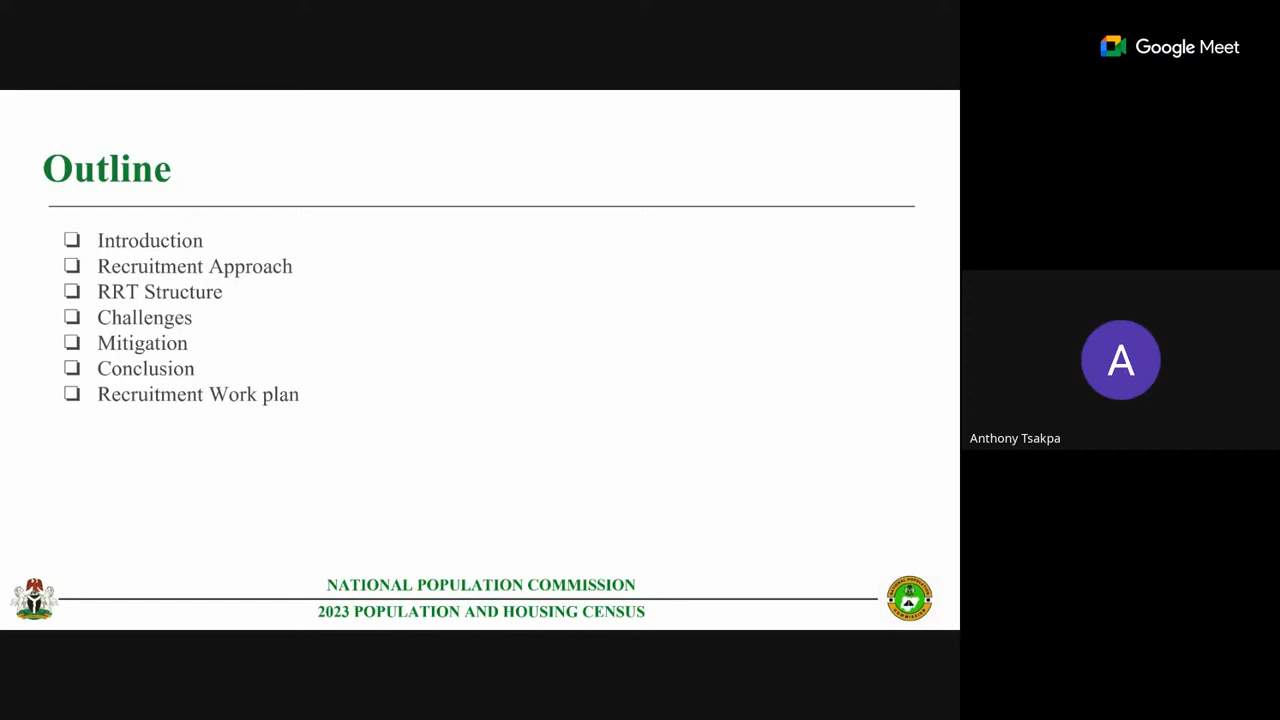 Google Meet
Outline
❏ Introduction
❏ Recruitment Approach
❏ RRT Structure
❏ Challenges
❏ Mitigation
❏ Conclusion
❏ Recruitment Work plan
A
Anthony Tsakpa
NATIONAL POPULATION COMMISSION
2023 POPULATION AND HOUSING CENSUS